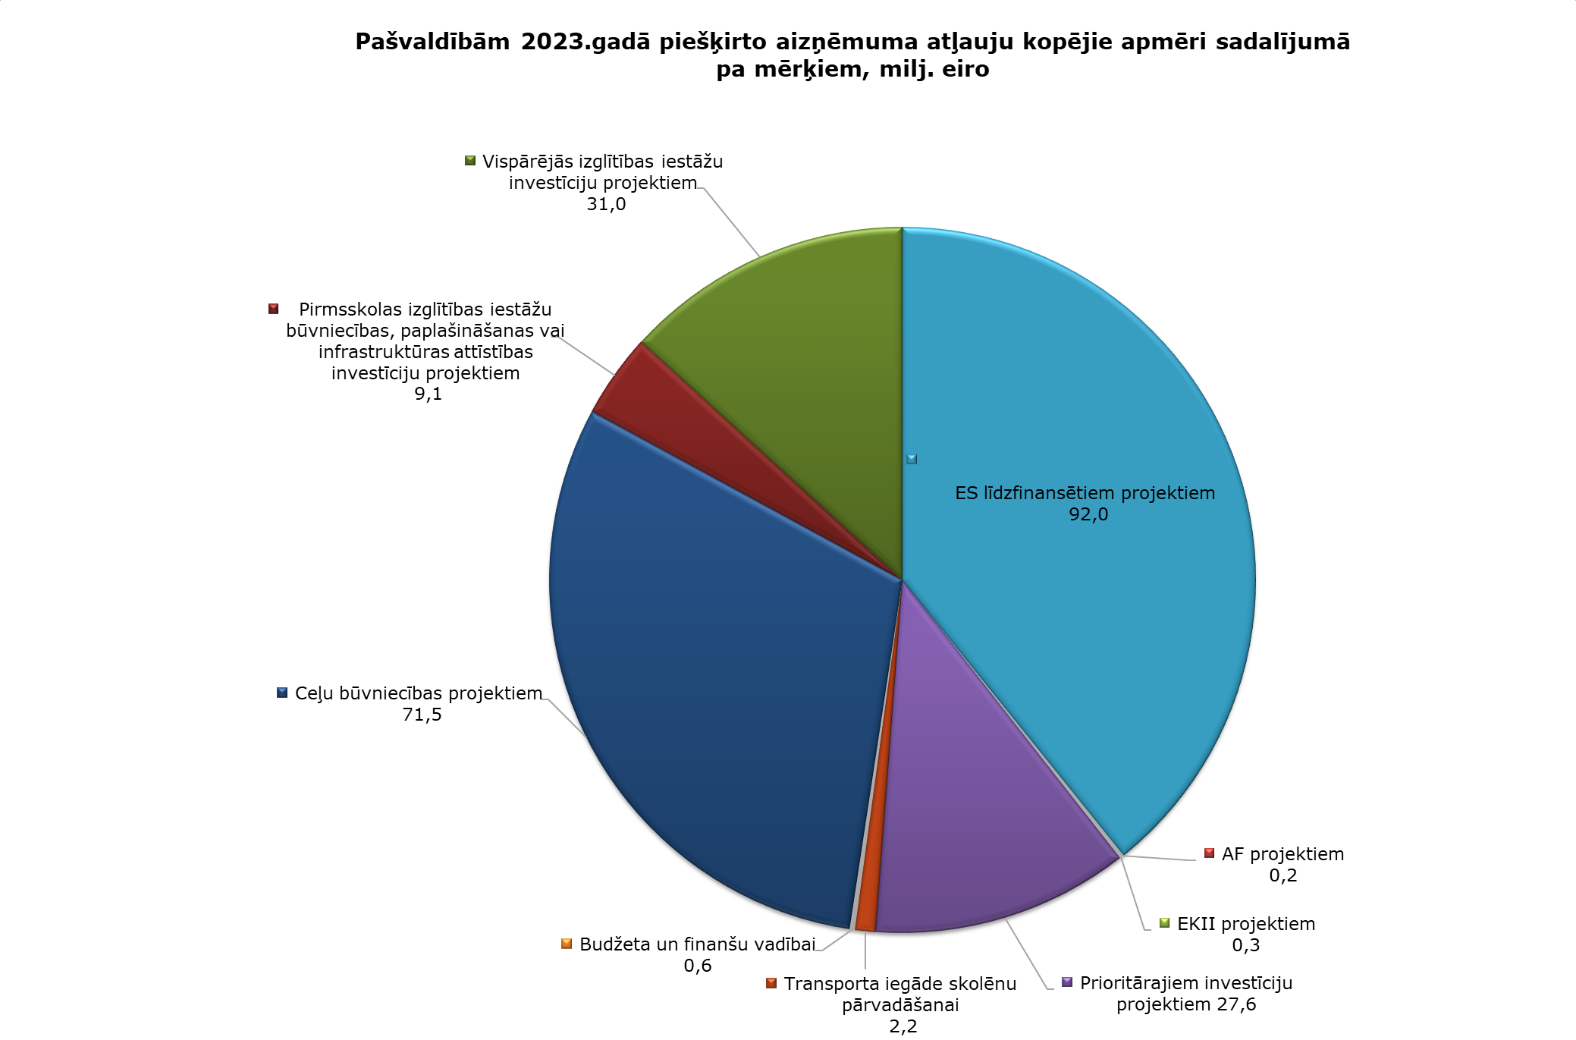 Pašvaldībām 2023.gadā piešķirto aizņēmuma atļauju kopējie apmēri sadalījumā
pa mērķiem, milj. eiro
Vispārējās izglītības iestāžu
investīciju projektiem
31,0
Pirmsskolas izglītības iestāžu
būvniecības, paplašināšanas vai
infrastruktūras attīstības
investīciju projektiem
9,1
ES līdzfinansētiem projektiem
92,0
Ceļu būvniecības projektiem
71,5
AF projektiem
0,2
EKII projektiem
0,3
Budžeta un finanšu vadībai
0,6
Transporta iegāde skolēnu
pārvadāšanai
2,2
Prioritārajiem investīciju
projektiem 27,6